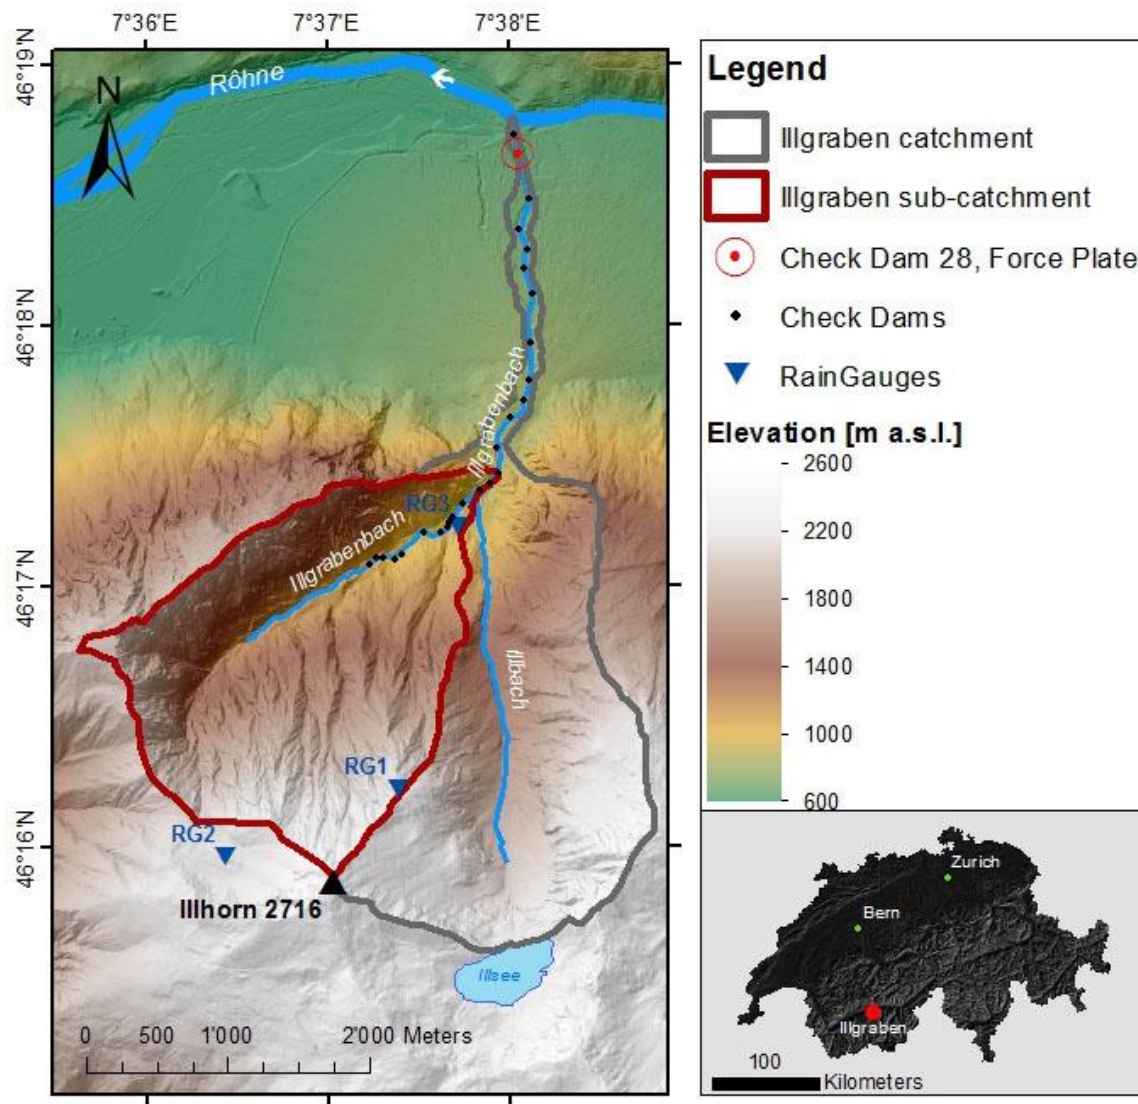 7°36'E 7°37'E 7°38'E
46°19'N
46°18'N
46°17'N
46°16'N
N
Rôhne
Illgrabenbach
RG3
Illgrabenbach
Illbach
RG1
RG2
Illhorn 2716
Illsee
0 500 1'000 2'000 Meters
Legend
Illgraben catchment
Illgraben sub-catchment
Check Dam 28, Force Plate
Check Dams
RainGauges
Elevation [m a.s.l.]
2600
2200
1800
1400
1000
600
Zurich
Bern
Illgraben
100
Kilometers